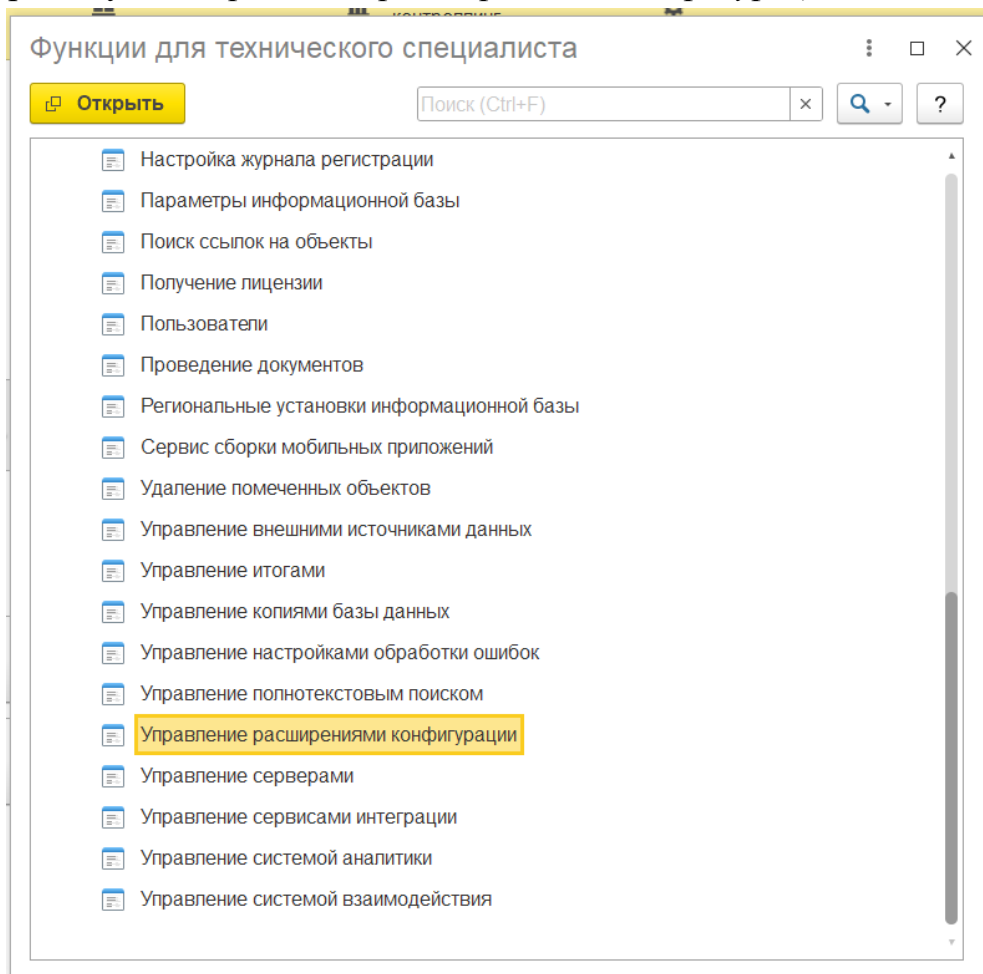 Функции для технического специалиста
Открыть
Поиск (Ctrl+F)
?
Настройка журнала регистрации
Параметры информационной базы
Поиск ссылок на объекты
Получение лицензии
Пользователи
Проведение документов
Региональные установки информационной базы
Сервис сборки мобильных приложений
Удаление помеченных объектов
Управление внешними источниками данных
Управление итогами
Управление копиями базы данных
Управление настройками обработки ошибок
Управление полнотекстовым поиском
Управление расширениями конфигурации
Управление серверами
Управление сервисами интеграции
Управление системой аналитики
Управление системой взаимодействия